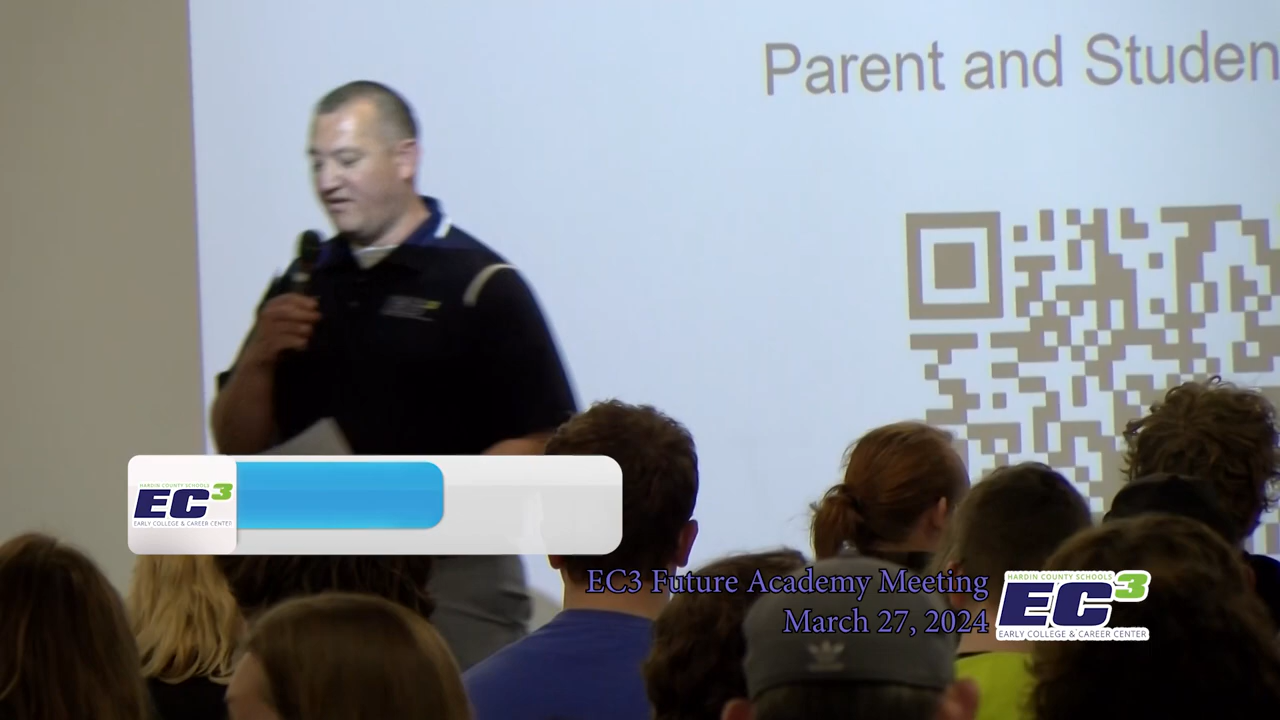 Parent and Studen
HARDIN COUNTY SCHOOLS
EC3
EARLY COLLEGE & CAREER CENTER
EC3 Future Academy Meeting
March 27, 2024
HARDIN COUNTY SCHOOLS
EC3
EARLY COLLEGE & CAREER CENTER